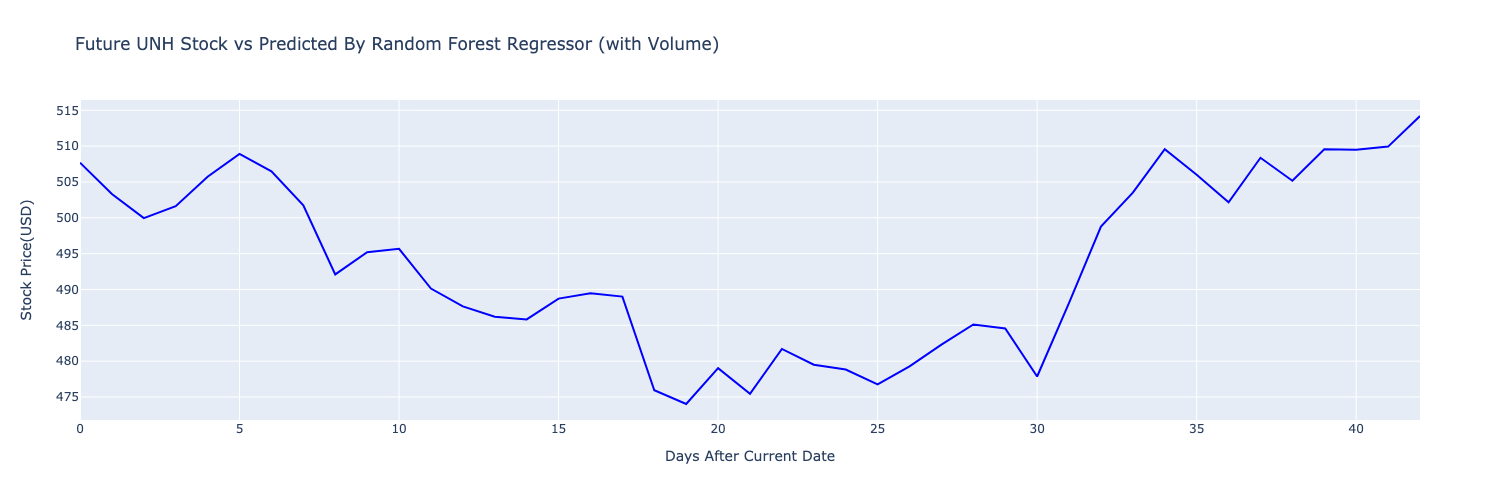 Future UNH Stock vs Predicted By Random Forest Regressor (with Volume)
515
510
505
500
495
490
485
480
475
Stock Price(USD)
0 5 10 15 20 25 30 35 40
Days After Current Date